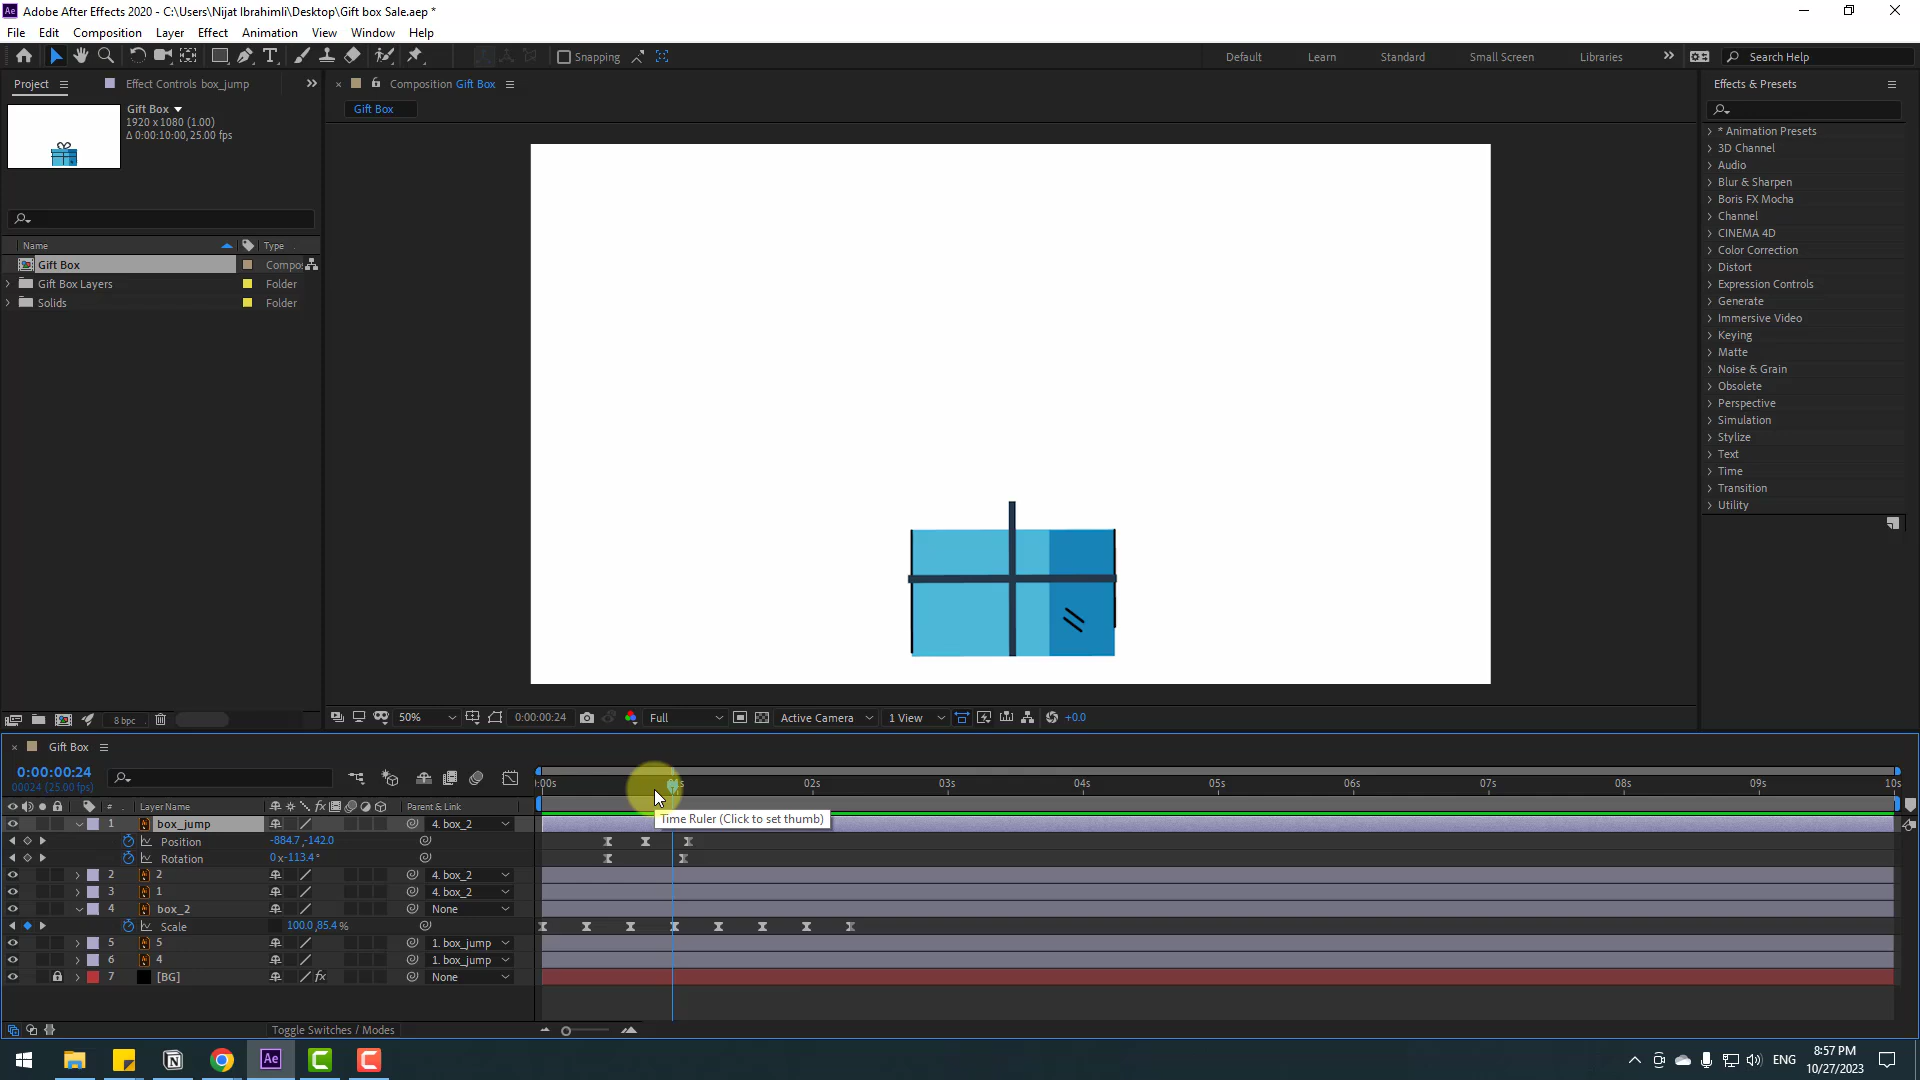 Adobe After Effects 2020 - C:\Users\Nijat Ibrahimli\Desktop\Gift box Sale.aep *
File Edit Composition Layer Effect Animation View Window Help
Snapping
Default Learn Standard Small Screen Libraries
Search Help
Project
Effect Controls box_jump
Composition Gift Box
Effects & Presets
Gift Box
1920 x 1080 (1.00)
Δ 0:00:10:00, 25.00 fps
Gift Box
Name Type
Gift Box Compos
Gift Box Layers Folder
Solids Folder
* Animation Presets
3D Channel
Audio
Blur & Sharpen
Boris FX Mocha
Channel
CINEMA 4D
Color Correction
Distort
Expression Controls
Generate
Immersive Video
Keying
Matte
Noise & Grain
Obsolete
Perspective
Simulation
Stylize
Text
Time
Transition
Utility
8 bpc
50% 0:00:00:24 Full Active Camera 1 View +0.0
Gift Box
0:00:00:24
00024 (25.00 fps)
:00s 02s 03s 04s 05s 06s 07s 08s 09s 10s
# Layer Name fx Parent & Link
1 box_jump 4. box_2
Time Ruler (Click to set thumb)
Position -884.7, -142.0
Rotation 0 x -113.4 °
2 2 4. box_2
3 1 4. box_2
4 box_2 None
Scale 100.0, 85.4 %
5 5 1. box_jump
6 4 1. box_jump
7 [BG] fx None
Toggle Switches / Modes
Ae
ENG
8:57 PM
10/27/2023